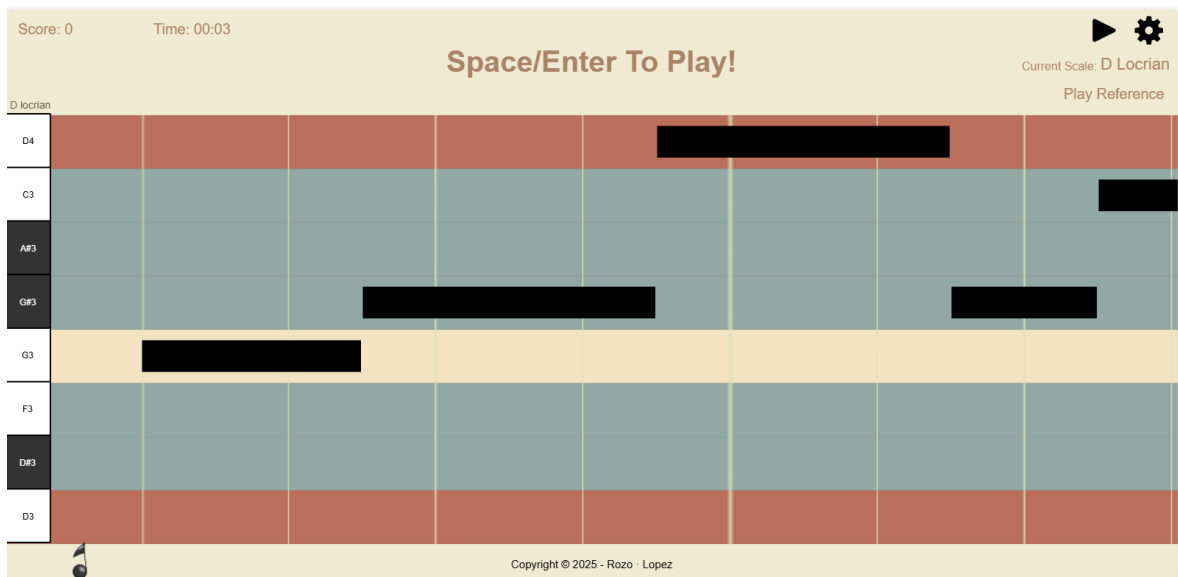 Score: 0
Time: 00:03
Space/Enter To Play!
Current Scale: D Locrian
Play Reference
D locrian
D4
C3
A#3
G#3
G3
F3
D#3
D3
Copyright © 2025 - Rozo · Lopez